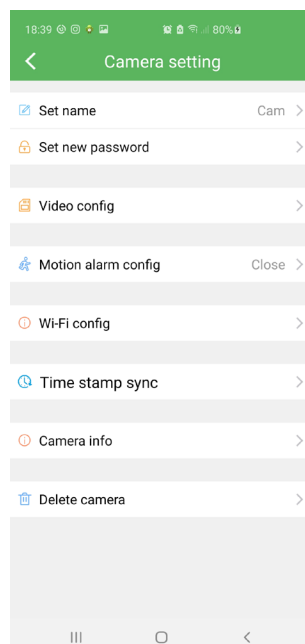 18:39 80%
Camera setting
Set name Cam
Set new password
Video config
Motion alarm config Close
Wi-Fi config
Time stamp sync
Camera info
Delete camera